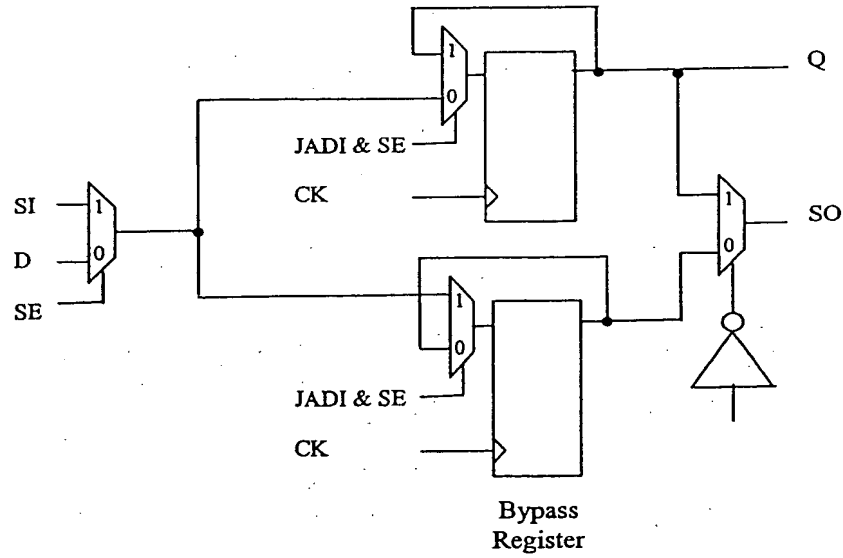 1
Q
0
JADI & SE
CK
SI
1
1
SO
D
0
0
SE
1
0
JADI & SE
CK
Bypass
Register